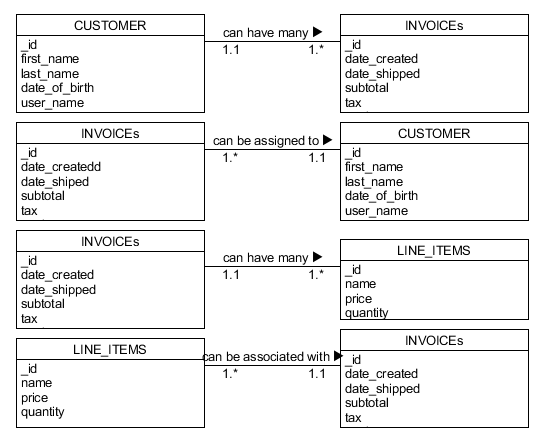 CUSTOMER
_id
first_name
last_name
date_of_birth
user_name
can have many
1.1 1.*
INVOICEs
_id
date_created
date_shipped
subtotal
tax
INVOICEs
_id
date_createdd
date_shiped
subtotal
tax
can be assigned to
1.* 1.1
CUSTOMER
_id
first_name
last_name
date_of_birth
user_name
INVOICEs
_id
date_created
date_shipped
subtotal
tax
can have many
1.1 1.*
LINE_ITEMS
_id
name
price
quantity
LINE_ITEMS
_id
name
price
quantity
can be associated with
1.* 1.1
INVOICEs
_id
date_created
date_shipped
subtotal
tax